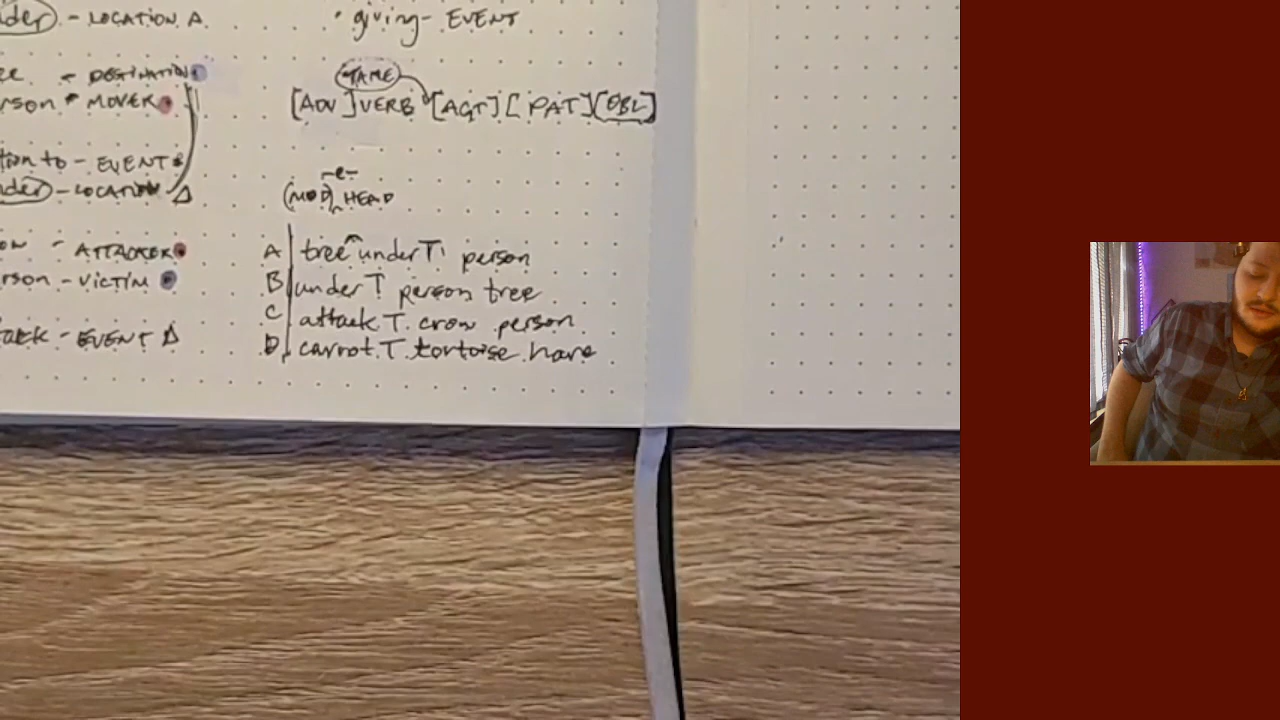 - LOCATION A
- DESTINATION
- MOVER
to - EVENT
- LOCATION
- ATTACKER
- VICTIM
- EVENT
• giving - EVENT
TAME
[ADV] VERB [AGT] [PAT] [OBL]
-e-
(MOD) HEAD
A tree under T person
B under T person tree
C attack T crow person
D carrot T tortoise hare